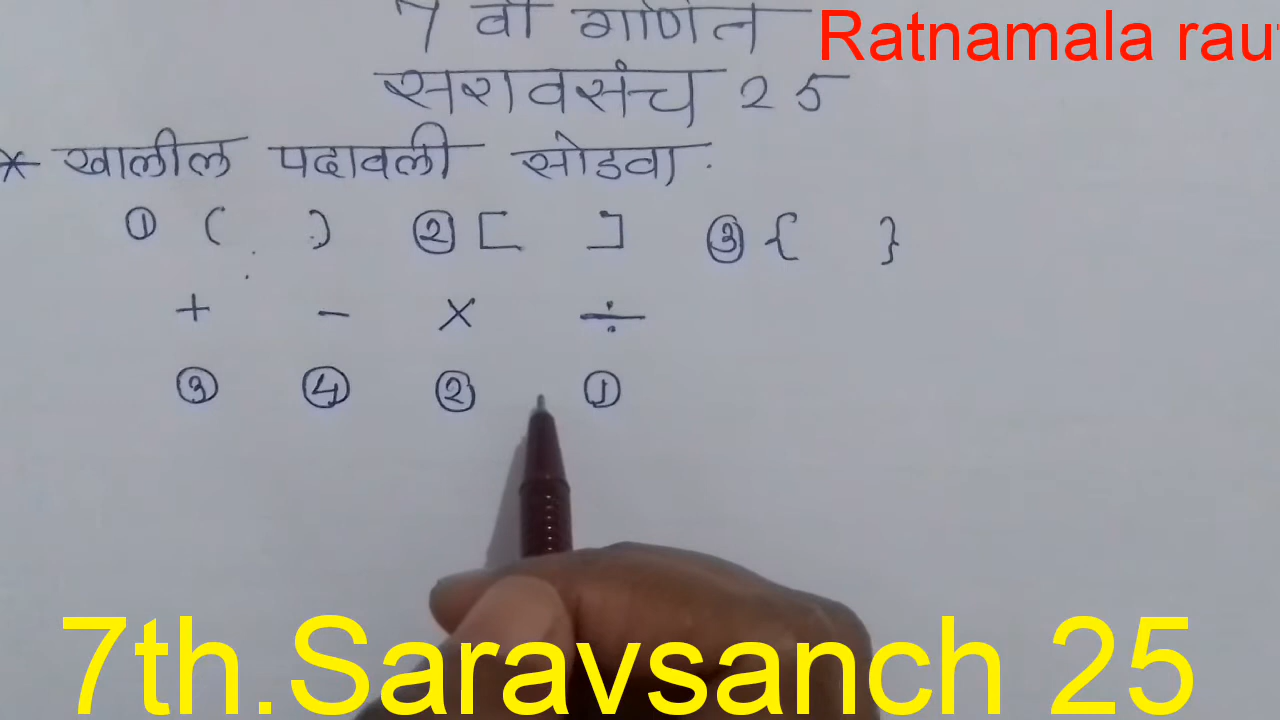 7 वी गणित
Ratnamala rau
सरावसंच 25
* खालील पदावली सोडवा.
① ( ) ② [ ] ③ { }
+ - × ÷
③ ④ ② ①
7th.Saravsanch 25